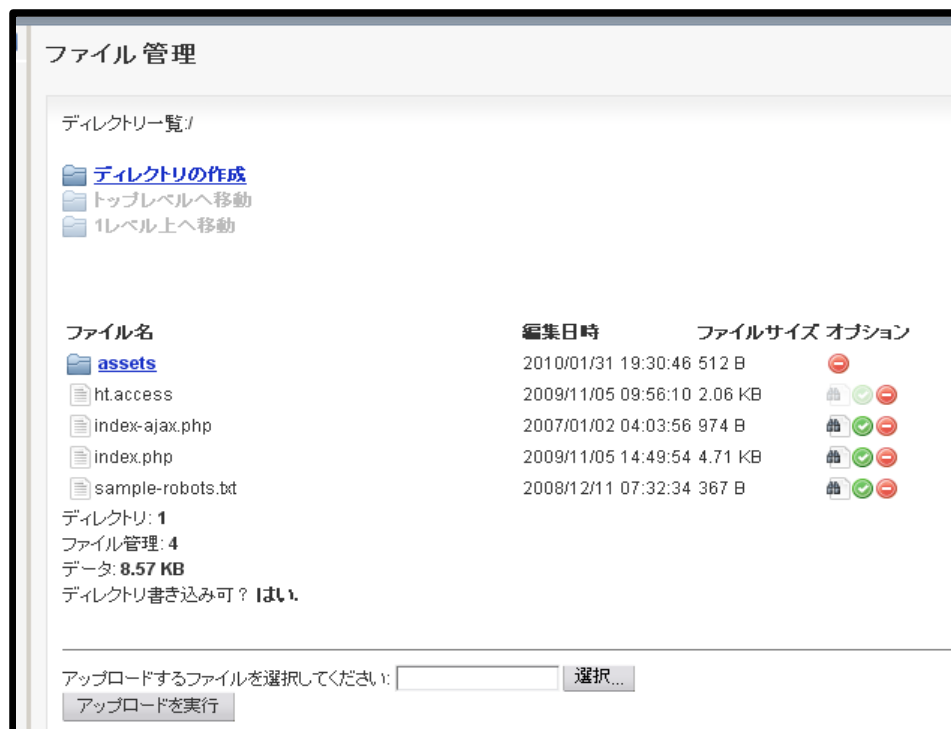 ファイル管理
ディレクトリ一覧:/
ディレクトリの作成
トップレベルへ移動
1レベル上へ移動
ファイル名 編集日時 ファイルサイズ オプション
assets 2010/01/31 19:30:46 512 B
ht.access 2009/11/05 09:56:10 2.06 KB
index-ajax.php 2007/01/02 04:03:56 974 B
index.php 2009/11/05 14:49:54 4.71 KB
sample-robots.txt 2008/12/11 07:32:34 367 B
ディレクトリ: 1
ファイル管理: 4
データ: 8.57 KB
ディレクトリ書き込み可? はい.
アップロードするファイルを選択してください: 選択...
アップロードを実行